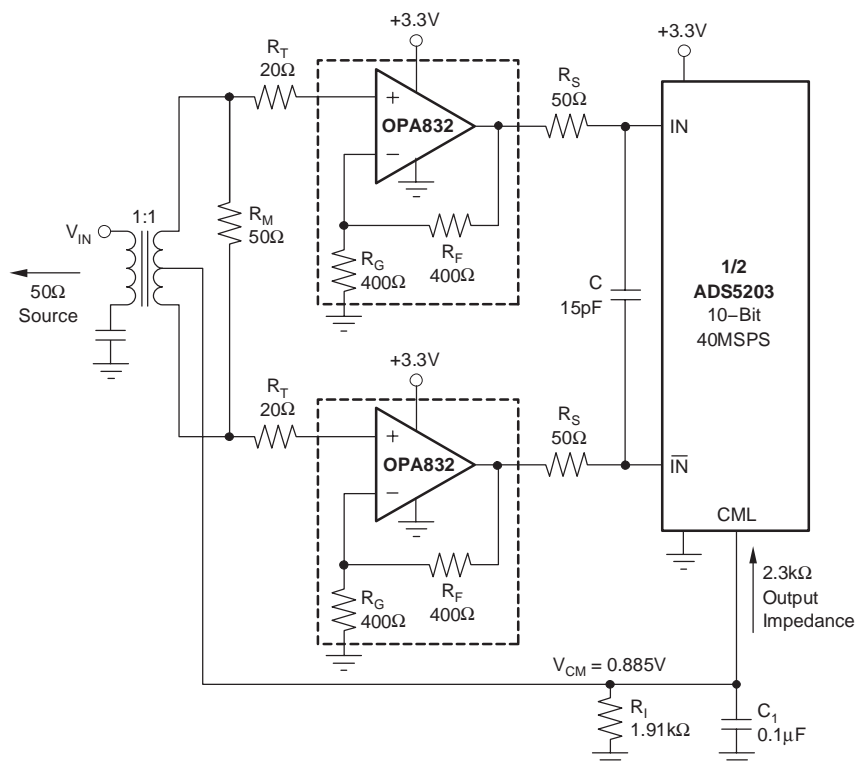 +3.3V
+3.3V
R_T
20Ω
R_S
50Ω
+
OPA832
−
IN
1:1
V_IN
R_M
50Ω
R_F
400Ω
R_G
400Ω
50Ω
Source
C
15pF
1/2
ADS5203
10−Bit
40MSPS
+3.3V
R_T
20Ω
R_S
50Ω
+
OPA832
−
I̅N̅
CML
R_F
400Ω
R_G
400Ω
2.3kΩ
Output
Impedance
V_CM = 0.885V
R_I
1.91kΩ
C_1
0.1μF